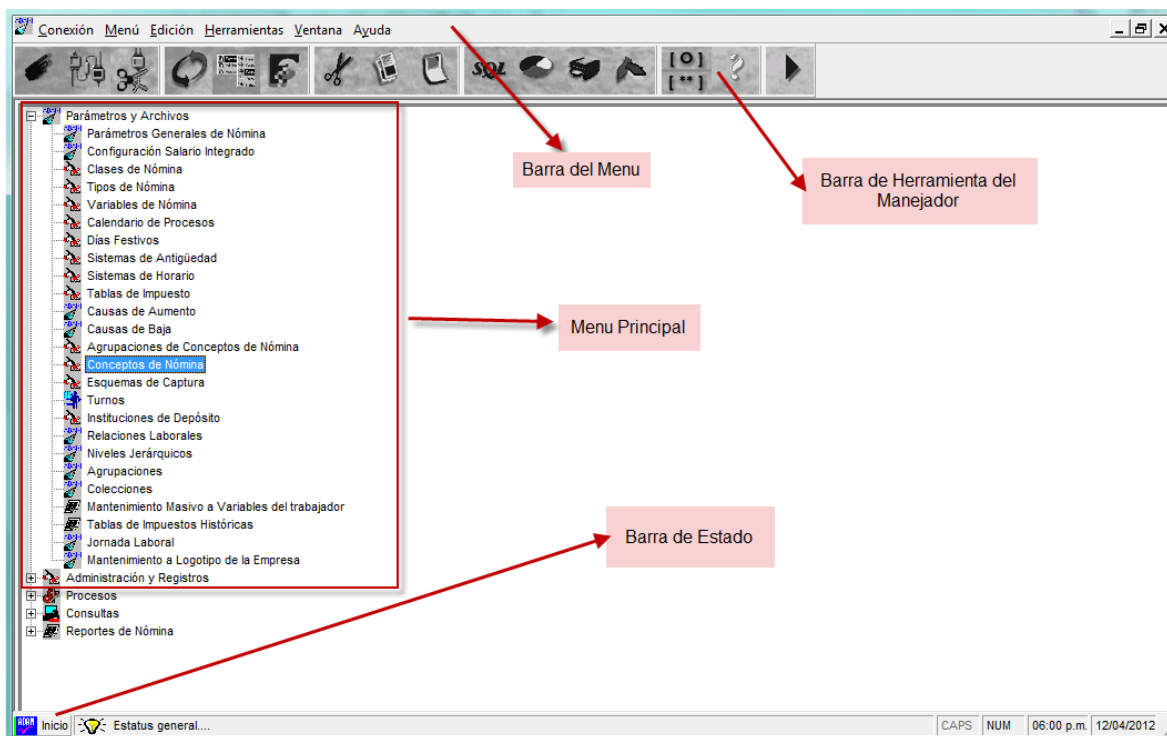 Conexión Menú Edición Herramientas Ventana Ayuda
SQL
[ O ]
[ ** ]
?
Parámetros y Archivos
Parámetros Generales de Nómina
Configuración Salario Integrado
Clases de Nómina
Tipos de Nómina
Variables de Nómina
Calendario de Procesos
Días Festivos
Sistemas de Antigüedad
Sistemas de Horario
Tablas de Impuesto
Causas de Aumento
Causas de Baja
Agrupaciones de Conceptos de Nómina
Conceptos de Nómina
Esquemas de Captura
Turnos
Instituciones de Depósito
Relaciones Laborales
Niveles Jerárquicos
Agrupaciones
Colecciones
Mantenimiento Masivo a Variables del trabajador
Tablas de Impuestos Históricas
Jornada Laboral
Mantenimiento a Logotipo de la Empresa
Administración y Registros
Procesos
Consultas
Reportes de Nómina
Barra del Menu
Barra de Herramienta del
Manejador
Menu Principal
Barra de Estado
ADAM Inicio Estatus general.... CAPS NUM 06:00 p.m. 12/04/2012